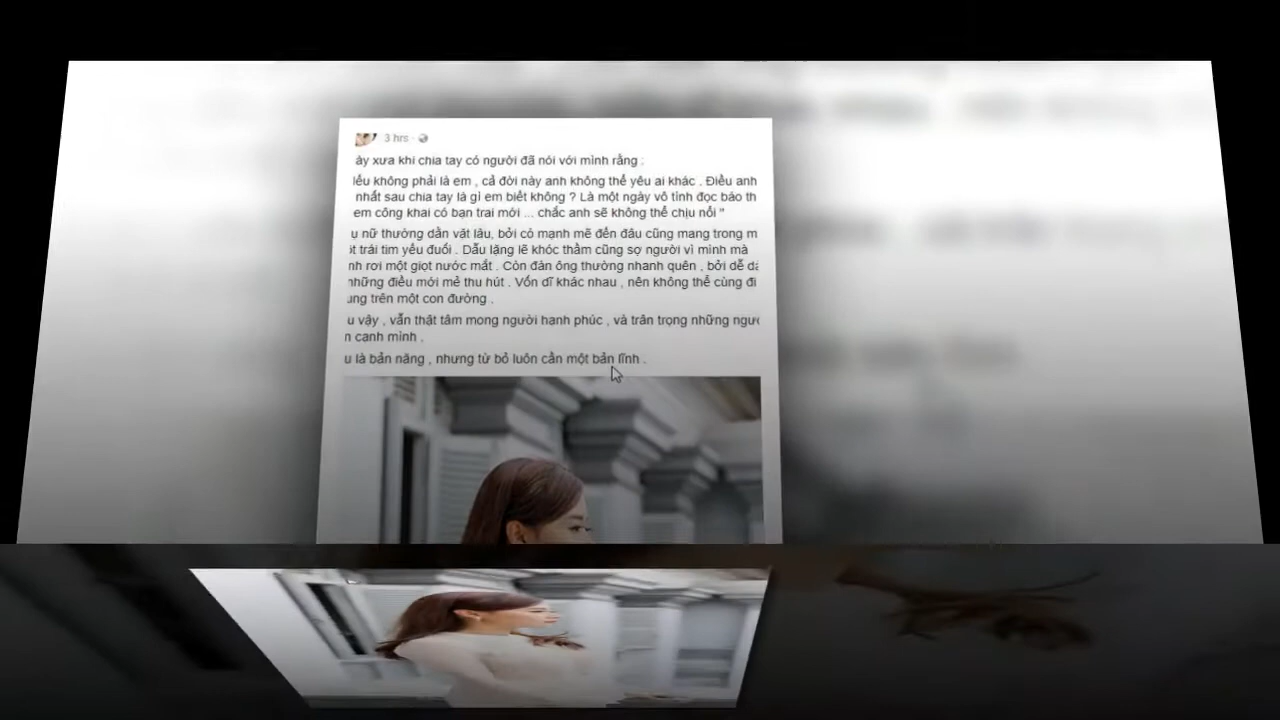 3 hrs
ây xưa khi chia tay có người đã nói với mình rằng :
lếu không phải là em , cả đời này anh không thể yêu ai khác . Điều anh
nhất sau chia tay là gì em biết không ? Là một ngày vô tình đọc báo th
em công khai có bạn trai mới ... chắc anh sẽ không thể chịu nổi "
ụ nữ thường dằn vặt lâu, bởi cò mạnh mẽ đến đâu cũng mang trong m
ột trái tim yếu đuối . Dẫu lặng lẽ khóc thầm cũng sợ người vì mình mà
nh rơi một giọt nước mắt . Còn đàn ông thường nhanh quên , bởi dễ dà
những điều mới mẻ thu hút . Vốn dĩ khác nhau , nên không thể cùng đi
ung trên một con đường .
u vậy , vẫn thật tâm mong người hạnh phúc , và trân trọng những ngườ
n cạnh mình .
u là bản năng , nhưng từ bỏ luôn cần một bản lĩnh .